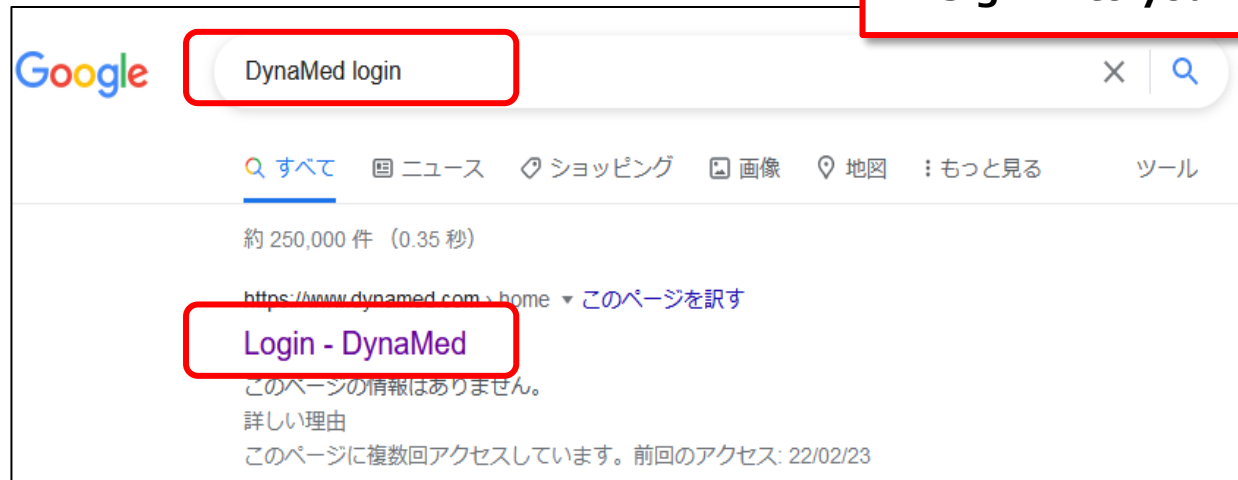 Google
DynaMed login
すべて ニュース ショッピング 画像 地図 もっと見る ツール
約 250,000 件 (0.35 秒)
https://www.dynamed.com › home ▼ このページを訳す
Login - DynaMed
このページの情報はありません。
詳しい理由
このページに複数回アクセスしています。前回のアクセス: 22/02/23